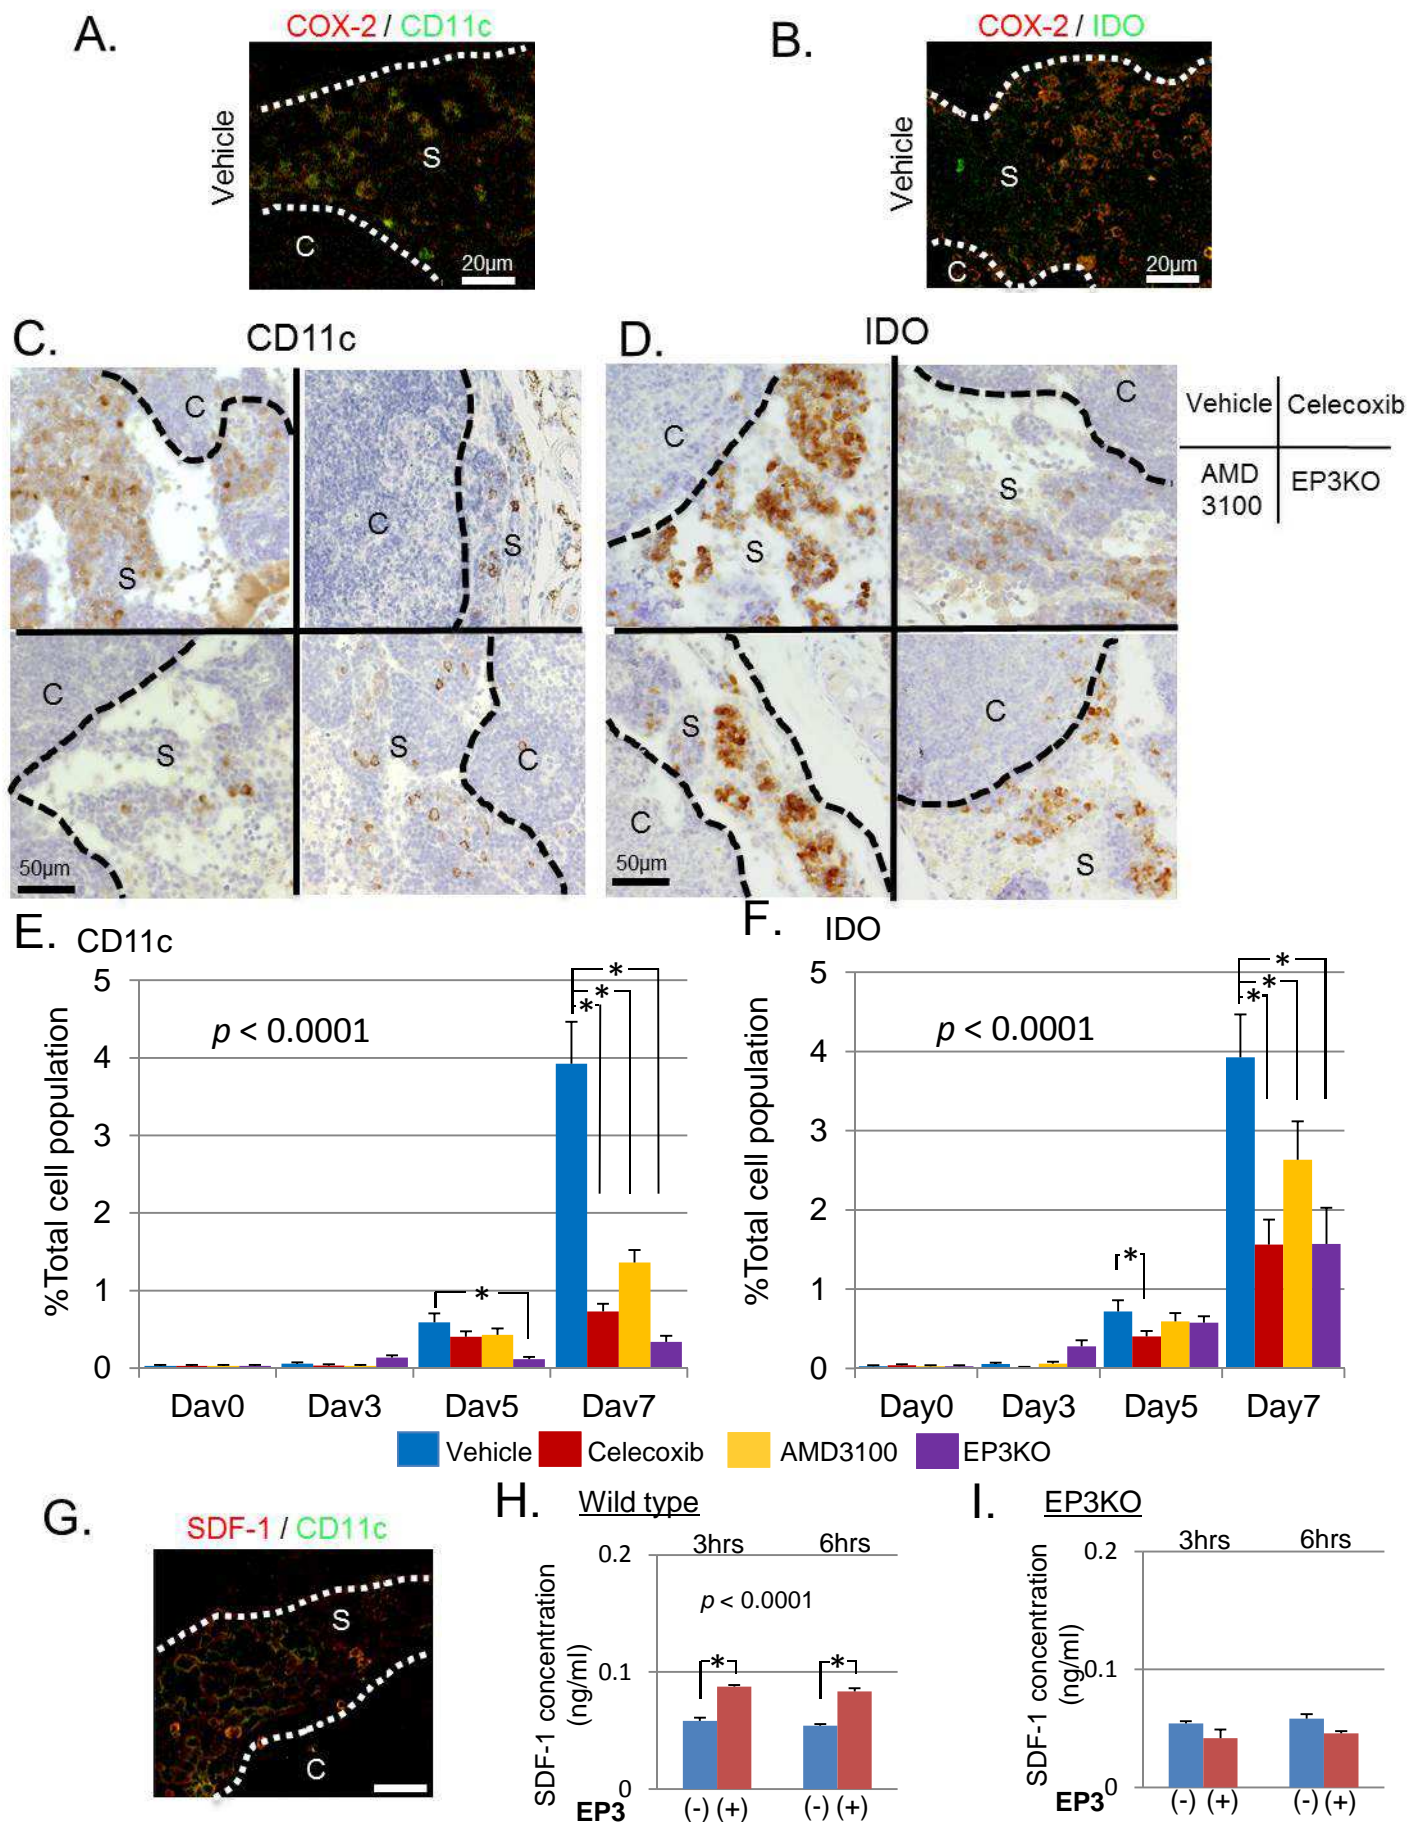 A.
COX-2 / CD11c
Vehicle
S
C
20µm
B.
COX-2 / IDO
Vehicle
S
C
20µm
C.
CD11c
C
S
C
S
C
S
S
C
50µm
D.
IDO
C
S
C
S
S
C
C
S
50µm
Vehicle Celecoxib
AMD 3100 EP3KO
E. CD11c
%Total cell population
5
4
3
2
1
0
p < 0.0001
*
*
*
*
Day0 Day3 Day5 Day7
F. IDO
%Total cell population
5
4
3
2
1
0
p < 0.0001
*
*
*
*
Day0 Day3 Day5 Day7
Vehicle Celecoxib AMD3100 EP3KO
G.
SDF-1 / CD11c
S
C
H. Wild type
3hrs 6hrs
SDF-1 concentration
(ng/ml)
0.2
0.1
0
p < 0.0001
* *
EP3 (-) (+) (-) (+)
I. EP3KO
3hrs 6hrs
SDF-1 concentration
(ng/ml)
0.2
0.1
0
EP3 (-) (+) (-) (+)